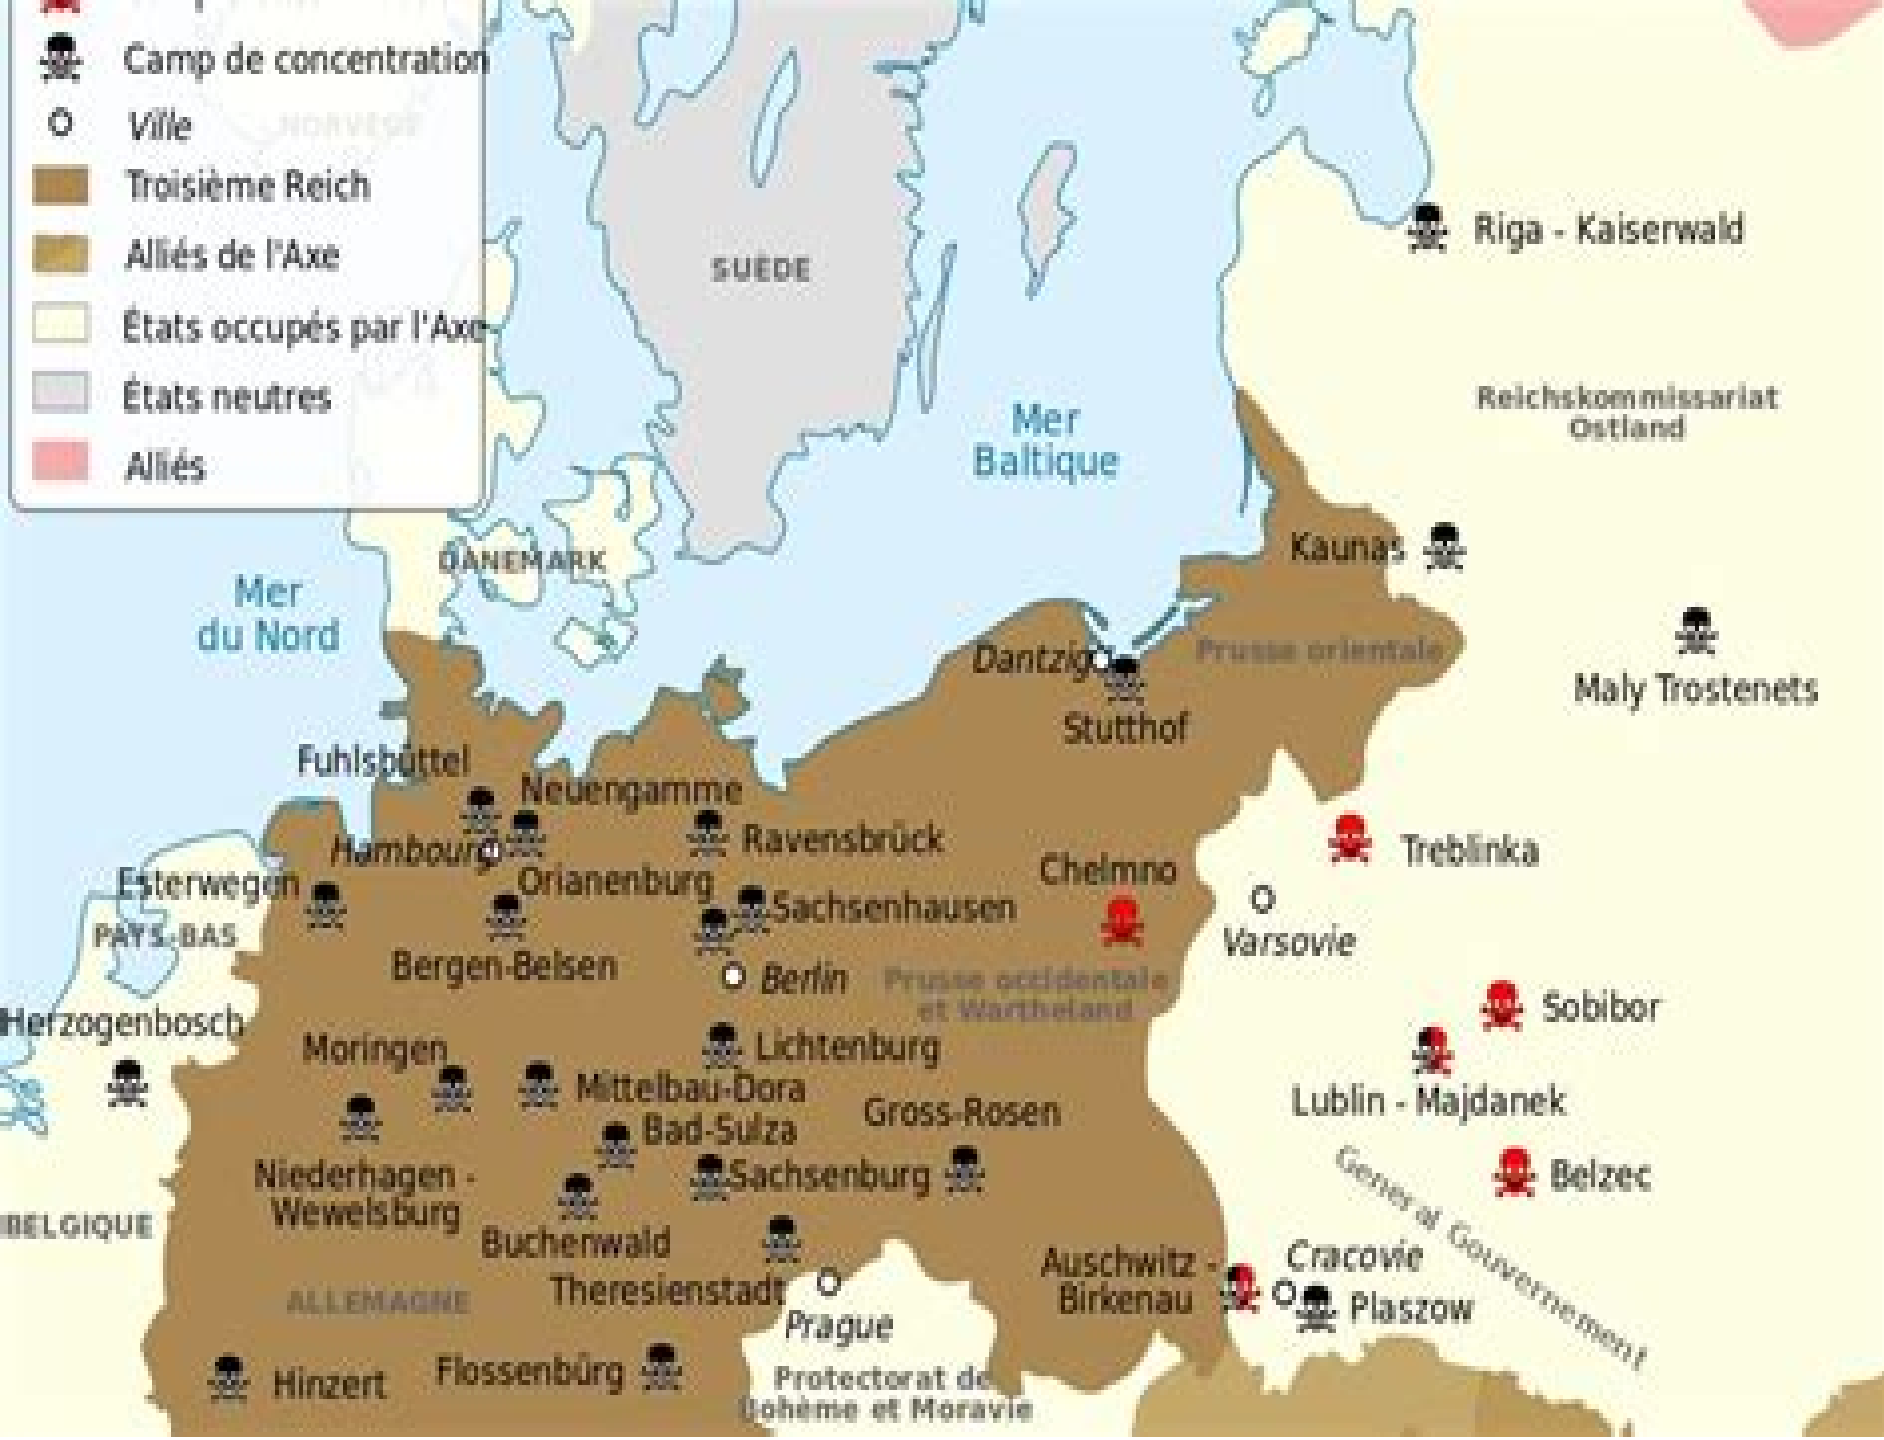 Camp de concentration
Ville
NORVÈGE
Troisième Reich
Alliés de l'Axe
États occupés par l'Axe
États neutres
Alliés
SUÈDE
Riga - Kaiserwald
Reichskommissariat
Ostland
Mer
Baltique
Kaunas
DANEMARK
Mer
du Nord
Dantzig
Prusse orientale
Maly Trostenets
Stutthof
Fuhlsbüttel
Neuengamme
Hambourg
Ravensbrück
Treblinka
Chelmno
Esterwegen
Orianenburg
Sachsenhausen
PAYS-BAS
Varsovie
Bergen-Belsen
Berlin
Prusse occidentale
et Wartheland
Sobibor
Herzogenbosch
Moringen
Lichtenburg
Mittelbau-Dora
Lublin - Majdanek
Gross-Rosen
Bad-Sulza
Niederhagen -
Wewelsburg
Sachsenburg
Belzec
General Gouvernement
BELGIQUE
Buchenwald
Auschwitz -
Birkenau
Cracovie
Plaszow
Theresienstadt
ALLEMAGNE
Prague
Hinzert
Flossenbürg
Protectorat de
Bohème et Moravie